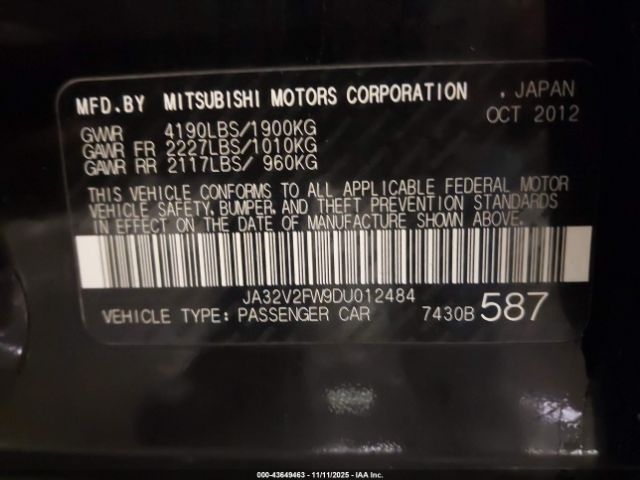 MFD.BY MITSUBISHI MOTORS CORPORATION , JAPAN
OCT 2012
GVWR 4190LBS/1900KG
GAWR FR 2227LBS/1010KG
GAWR RR 2117LBS/ 960KG
THIS VEHICLE CONFORMS TO ALL APPLICABLE FEDERAL MOTOR
VEHICLE SAFETY, BUMPER, AND THEFT PREVENTION STANDARDS
IN EFFECT ON THE DATE OF MANUFACTURE SHOWN ABOVE.
JA32V2FW9DU012484
VEHICLE TYPE: PASSENGER CAR 7430B 587
000-43649463 - 11/11/2025 - IAA Inc.